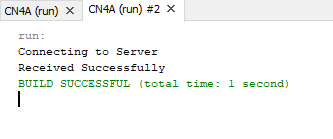 CN4A (run) × CN4A (run) #2 ×
run:
Connecting to Server
Received Successfully
BUILD SUCCESSFUL (total time: 1 second)